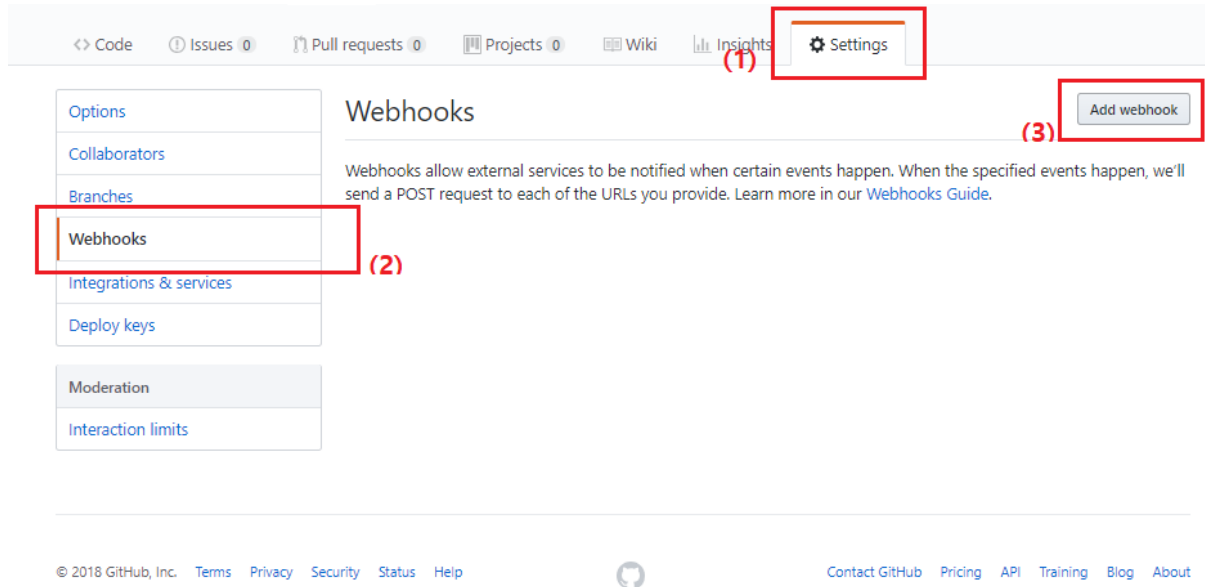 Code Issues 0 Pull requests 0 Projects 0 Wiki Insights Settings
(1)
Options
Collaborators
Branches
Webhooks
(2)
Integrations & services
Deploy keys
Moderation
Interaction limits
Webhooks
Add webhook
(3)
Webhooks allow external services to be notified when certain events happen. When the specified events happen, we’ll
send a POST request to each of the URLs you provide. Learn more in our Webhooks Guide.
© 2018 GitHub, Inc. Terms Privacy Security Status Help Contact GitHub Pricing API Training Blog About